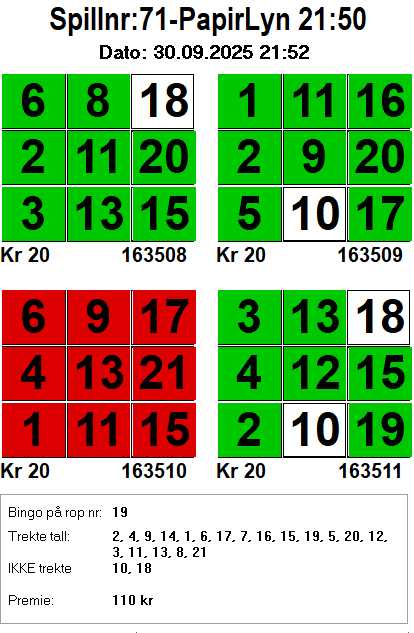 Spillnr:71-PapirLyn 21:50
Dato: 30.09.2025 21:52
6 8 18 1 11 16
2 11 20 2 9 20
3 13 15 5 10 17
Kr 20 163508 Kr 20 163509
6 9 17 3 13 18
4 13 21 4 12 15
1 11 15 2 10 19
Kr 20 163510 Kr 20 163511
Bingo på rop nr: 19
Trekte tall: 2, 4, 9, 14, 1, 6, 17, 7, 16, 15, 19, 5, 20, 12,
3, 11, 13, 8, 21
IKKE trekte 10, 18
Premie: 110 kr